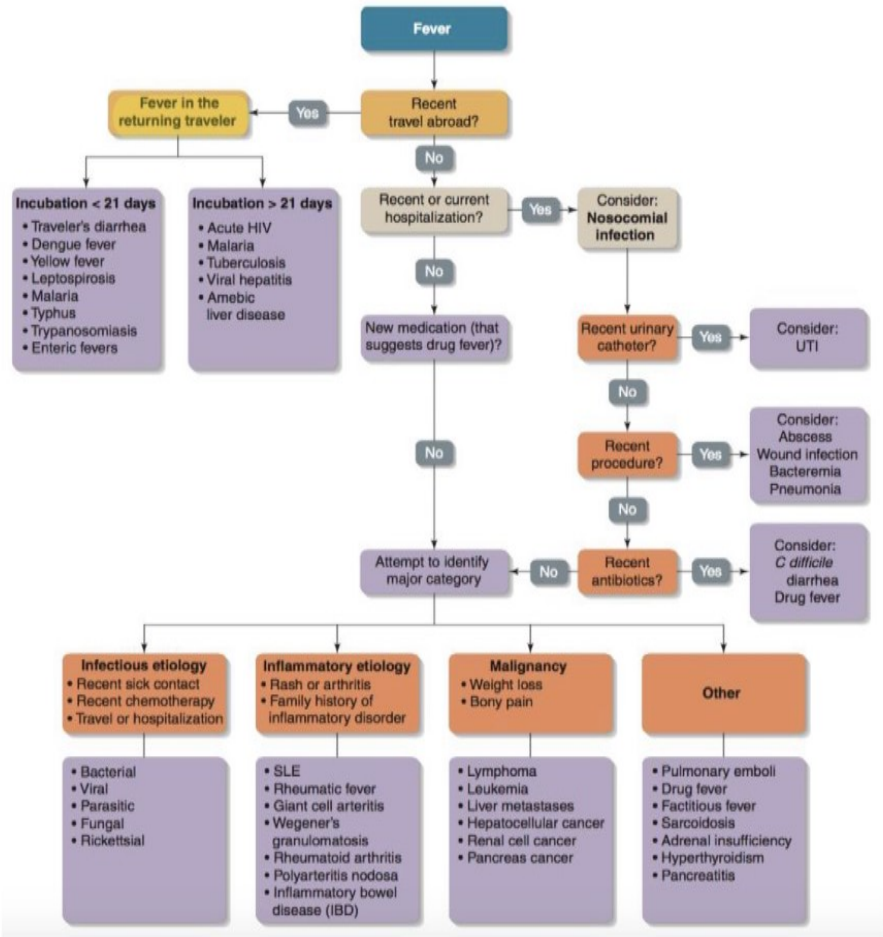 Fever
Fever in the
returning traveler
Yes
Recent
travel abroad?
No
Incubation < 21 days
• Traveler's diarrhea
• Dengue fever
• Yellow fever
• Leptospirosis
• Malaria
• Typhus
• Trypanosomiasis
• Enteric fevers
Incubation > 21 days
• Acute HIV
• Malaria
• Tuberculosis
• Viral hepatitis
• Amebic
liver disease
Recent or current
hospitalization?
Yes
Consider:
Nosocomial
infection
No
New medication (that
suggests drug fever)?
Recent urinary
catheter?
Yes
Consider:
UTI
No
No
Recent
procedure?
Yes
Consider:
Abscess
Wound infection
Bacteremia
Pneumonia
No
Attempt to identify
major category
No
Recent
antibiotics?
Yes
Consider:
C difficile
diarrhea
Drug fever
Infectious etiology
• Recent sick contact
• Recent chemotherapy
• Travel or hospitalization
Inflammatory etiology
• Rash or arthritis
• Family history of
inflammatory disorder
Malignancy
• Weight loss
• Bony pain
Other
• Bacterial
• Viral
• Parasitic
• Fungal
• Rickettsial
• SLE
• Rheumatic fever
• Giant cell arteritis
• Wegener's
granulomatosis
• Rheumatoid arthritis
• Polyarteritis nodosa
• Inflammatory bowel
disease (IBD)
• Lymphoma
• Leukemia
• Liver metastases
• Hepatocellular cancer
• Renal cell cancer
• Pancreas cancer
• Pulmonary emboli
• Drug fever
• Factitious fever
• Sarcoidosis
• Adrenal insufficiency
• Hyperthyroidism
• Pancreatitis